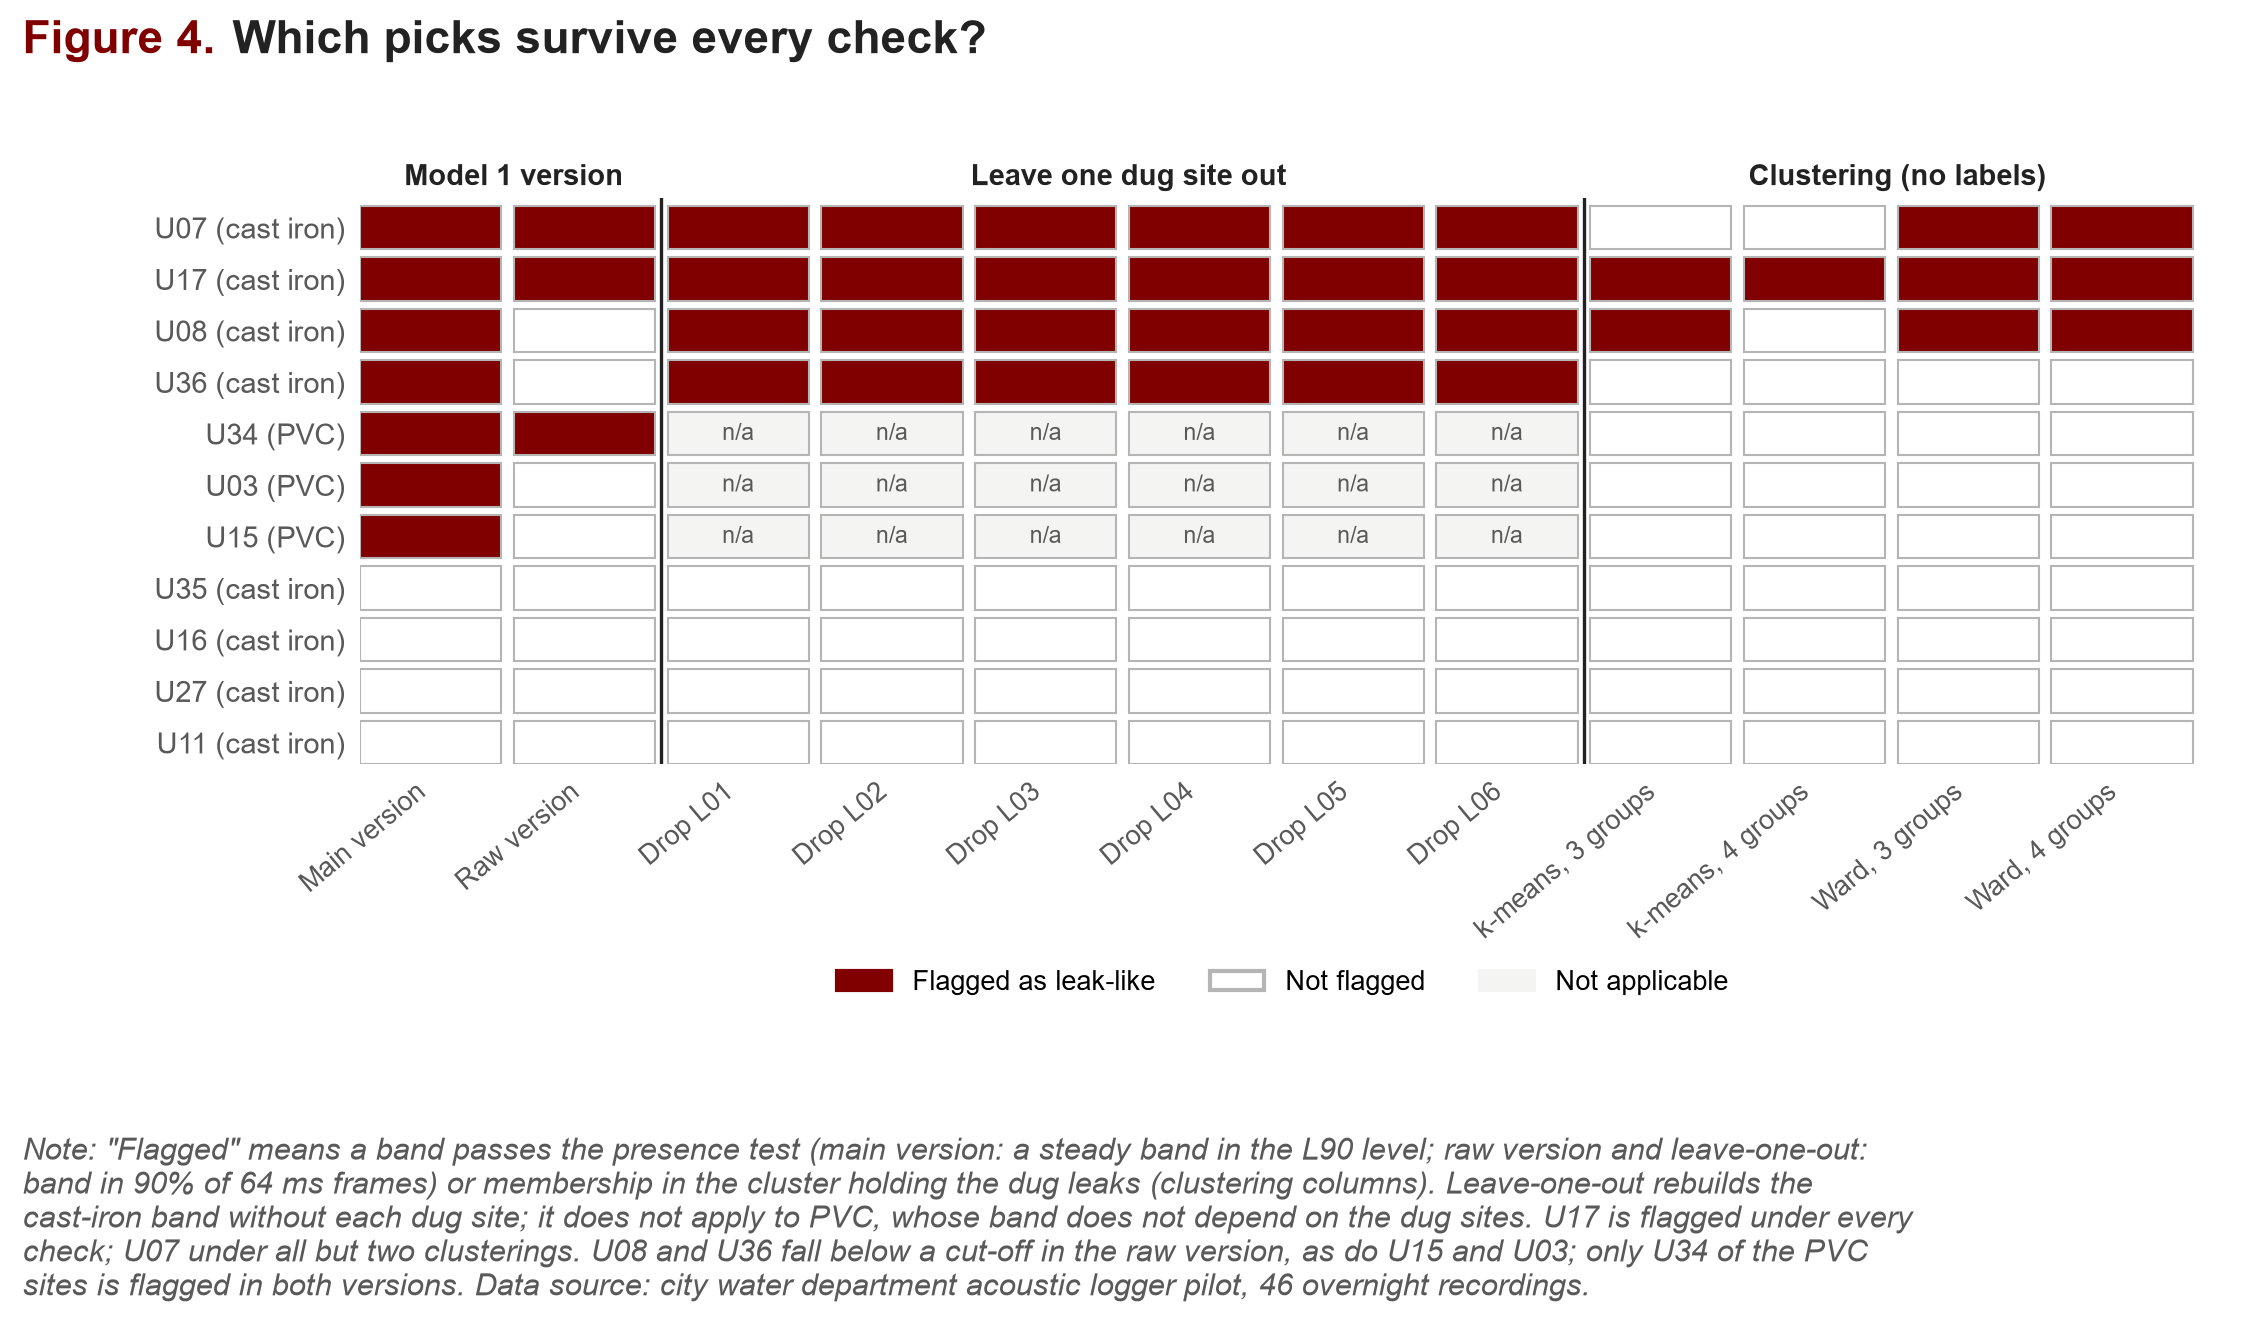 Figure 4. Which picks survive every check?
Model 1 version
Leave one dug site out
Clustering (no labels)
U07 (cast iron)
U17 (cast iron)
U08 (cast iron)
U36 (cast iron)
U34 (PVC)
n/a n/a n/a n/a n/a n/a
U03 (PVC)
n/a n/a n/a n/a n/a n/a
U15 (PVC)
n/a n/a n/a n/a n/a n/a
U35 (cast iron)
U16 (cast iron)
U27 (cast iron)
U11 (cast iron)
Main version
Raw version
Drop L01
Drop L02
Drop L03
Drop L04
Drop L05
Drop L06
k-means, 3 groups
k-means, 4 groups
Ward, 3 groups
Ward, 4 groups
Flagged as leak-like
Not flagged
Not applicable
Note: "Flagged" means a band passes the presence test (main version: a steady band in the L90 level; raw version and leave-one-out:
band in 90% of 64 ms frames) or membership in the cluster holding the dug leaks (clustering columns). Leave-one-out rebuilds the
cast-iron band without each dug site; it does not apply to PVC, whose band does not depend on the dug sites. U17 is flagged under every
check; U07 under all but two clusterings. U08 and U36 fall below a cut-off in the raw version, as do U15 and U03; only U34 of the PVC
sites is flagged in both versions. Data source: city water department acoustic logger pilot, 46 overnight recordings.